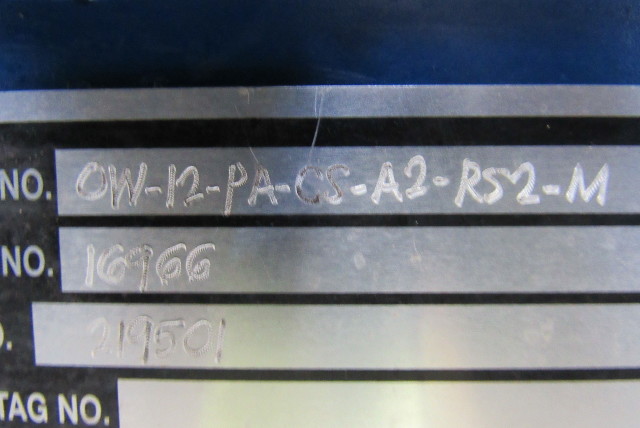 NO. OW-12-PA-CS-A2-RS2-M
NO. 16966
219501
TAG NO.